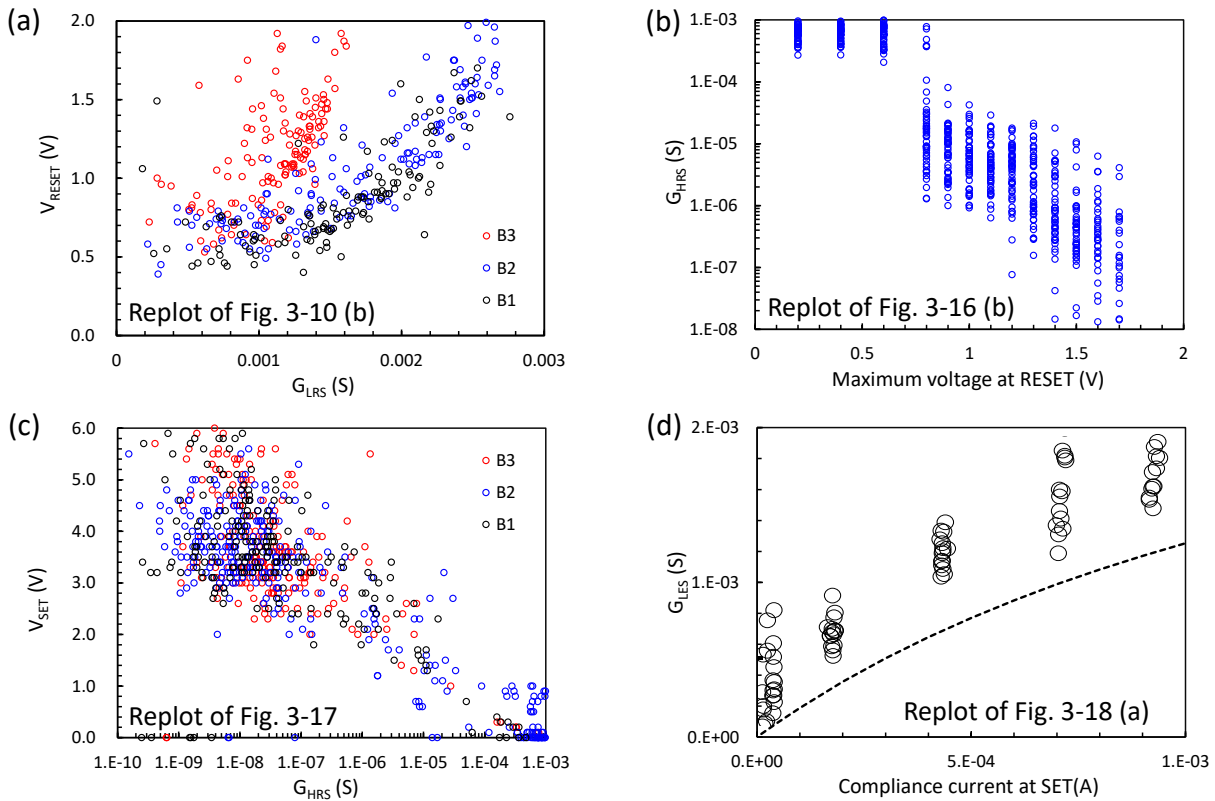 (a)
2.0
1.5
1.0
0.5
0.0
V_RESET (V)
B3
B2
B1
Replot of Fig. 3-10 (b)
0 0.001 0.002 0.003
G_LRS (S)
(b)
1.E-03
1.E-04
1.E-05
1.E-06
1.E-07
1.E-08
G_HRS (S)
Replot of Fig. 3-16 (b)
0 0.5 1 1.5 2
Maximum voltage at RESET (V)
(c)
6.0
5.0
4.0
3.0
2.0
1.0
0.0
V_SET (V)
B3
B2
B1
Replot of Fig. 3-17
1.E-10 1.E-09 1.E-08 1.E-07 1.E-06 1.E-05 1.E-04 1.E-03
G_HRS (S)
(d)
2.E-03
1.E-03
0.E+00
G_LES (S)
Replot of Fig. 3-18 (a)
0.E+00 5.E-04 1.E-03
Compliance current at SET(A)